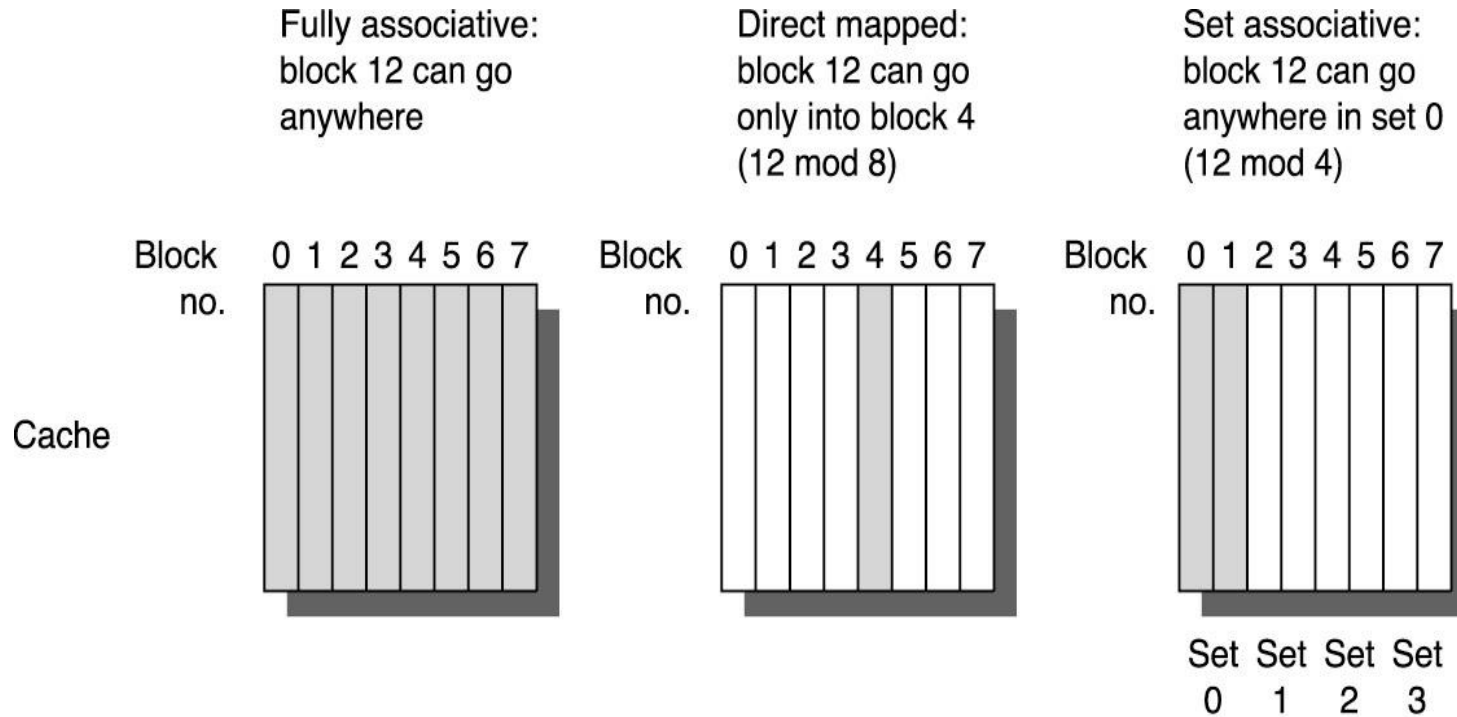 Fully associative:
block 12 can go
anywhere
Direct mapped:
block 12 can go
only into block 4
(12 mod 8)
Set associative:
block 12 can go
anywhere in set 0
(12 mod 4)
Block
no.
0 1 2 3 4 5 6 7
Block
no.
0 1 2 3 4 5 6 7
Block
no.
0 1 2 3 4 5 6 7
Cache
Set Set Set Set
0 1 2 3